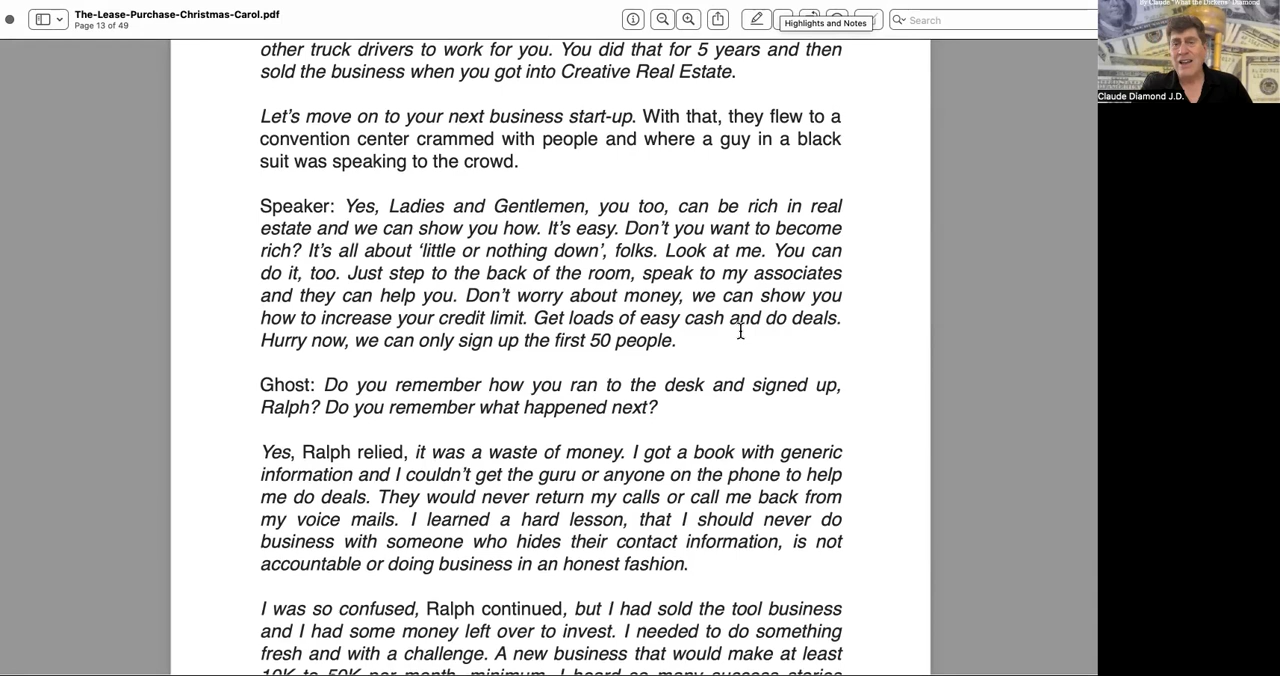 The-Lease-Purchase-Christmas-Carol.pdf
Page 13 of 49
Highlights and Notes
Search
Claude Diamond J.D.
other truck drivers to work for you. You did that for 5 years and then
sold the business when you got into Creative Real Estate.
Let's move on to your next business start-up. With that, they flew to a
convention center crammed with people and where a guy in a black
suit was speaking to the crowd.
Speaker: Yes, Ladies and Gentlemen, you too, can be rich in real
estate and we can show you how. It's easy. Don't you want to become
rich? It's all about 'little or nothing down', folks. Look at me. You can
do it, too. Just step to the back of the room, speak to my associates
and they can help you. Don't worry about money, we can show you
how to increase your credit limit. Get loads of easy cash and do deals.
Hurry now, we can only sign up the first 50 people.
Ghost: Do you remember how you ran to the desk and signed up,
Ralph? Do you remember what happened next?
Yes, Ralph relied, it was a waste of money. I got a book with generic
information and I couldn't get the guru or anyone on the phone to help
me do deals. They would never return my calls or call me back from
my voice mails. I learned a hard lesson, that I should never do
business with someone who hides their contact information, is not
accountable or doing business in an honest fashion.
I was so confused, Ralph continued, but I had sold the tool business
and I had some money left over to invest. I needed to do something
fresh and with a challenge. A new business that would make at least
10K to 50K per month, minimum. I heard so many success stories